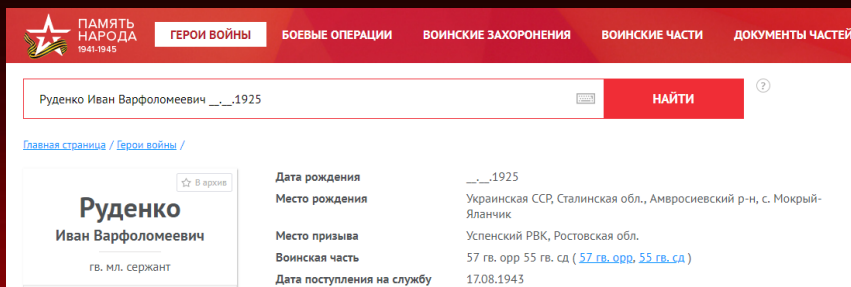 ПАМЯТЬ
НАРОДА
1941-1945
ГЕРОИ ВОЙНЫ
БОЕВЫЕ ОПЕРАЦИИ
ВОИНСКИЕ ЗАХОРОНЕНИЯ
ВОИНСКИЕ ЧАСТИ
ДОКУМЕНТЫ ЧАСТЕЙ
Руденко Иван Варфоломеевич __.__.1925
НАЙТИ
?
Главная страница / Герои войны /
В архив
Руденко
Иван Варфоломеевич
гв. мл. сержант
Дата рождения __.__.1925
Место рождения Украинская ССР, Сталинская обл., Амвросиевский р-н, с. Мокрый-
Яланчик
Место призыва Успенский РВК, Ростовская обл.
Воинская часть 57 гв. орр 55 гв. сд ( 57 гв. орр, 55 гв. сд )
Дата поступления на службу 17.08.1943